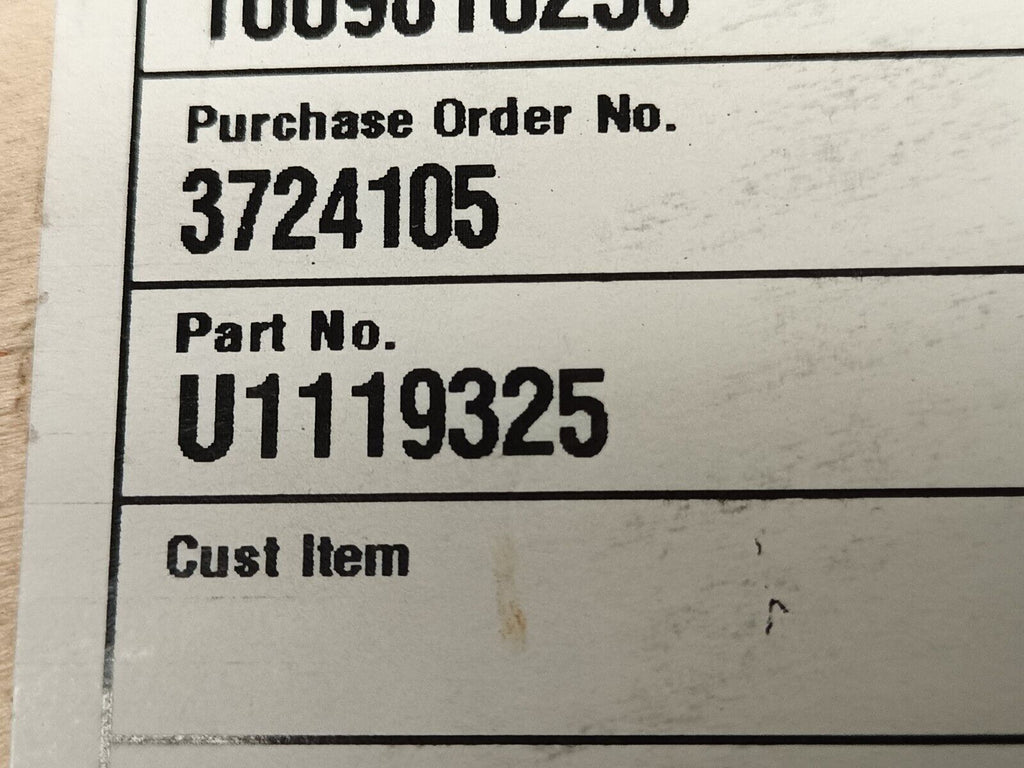 Purchase Order No.
3724105
Part No.
U1119325
Cust Item